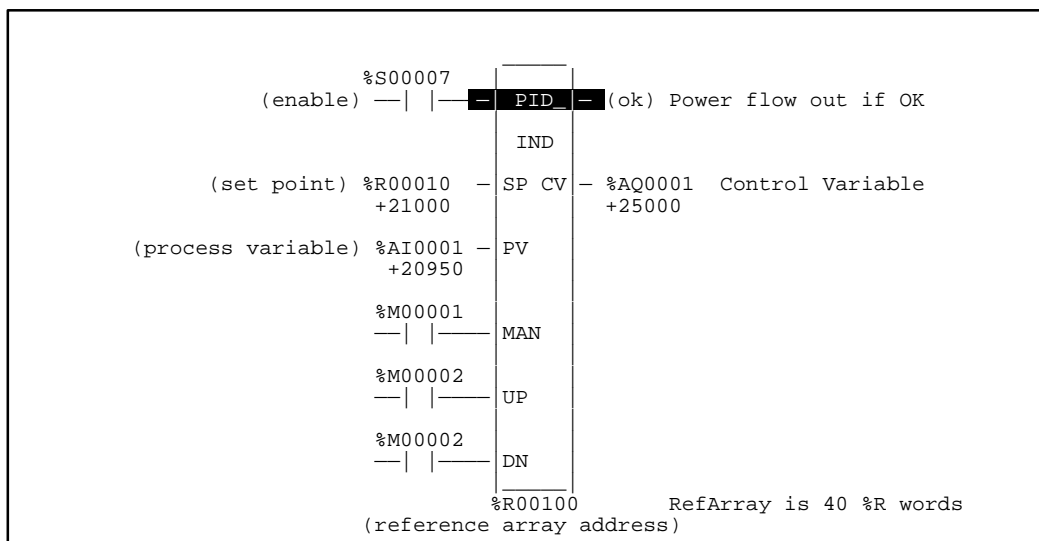 %S00007
(enable) PID_ (ok) Power flow out if OK
IND
(set point) %R00010 SP CV %AQ0001 Control Variable
+21000 +25000
(process variable) %AI0001 PV
+20950
%M00001
MAN
%M00002
UP
%M00002
DN
%R00100 RefArray is 40 %R words
(reference array address)